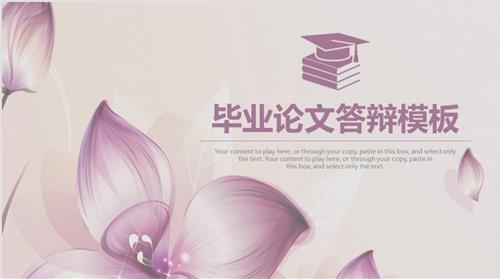 毕业论文答辩模板
Your content to play here, or through your copy, paste in this box, and select only
the text. Your content to play here, or through your copy, paste in
this box, and select only the text.